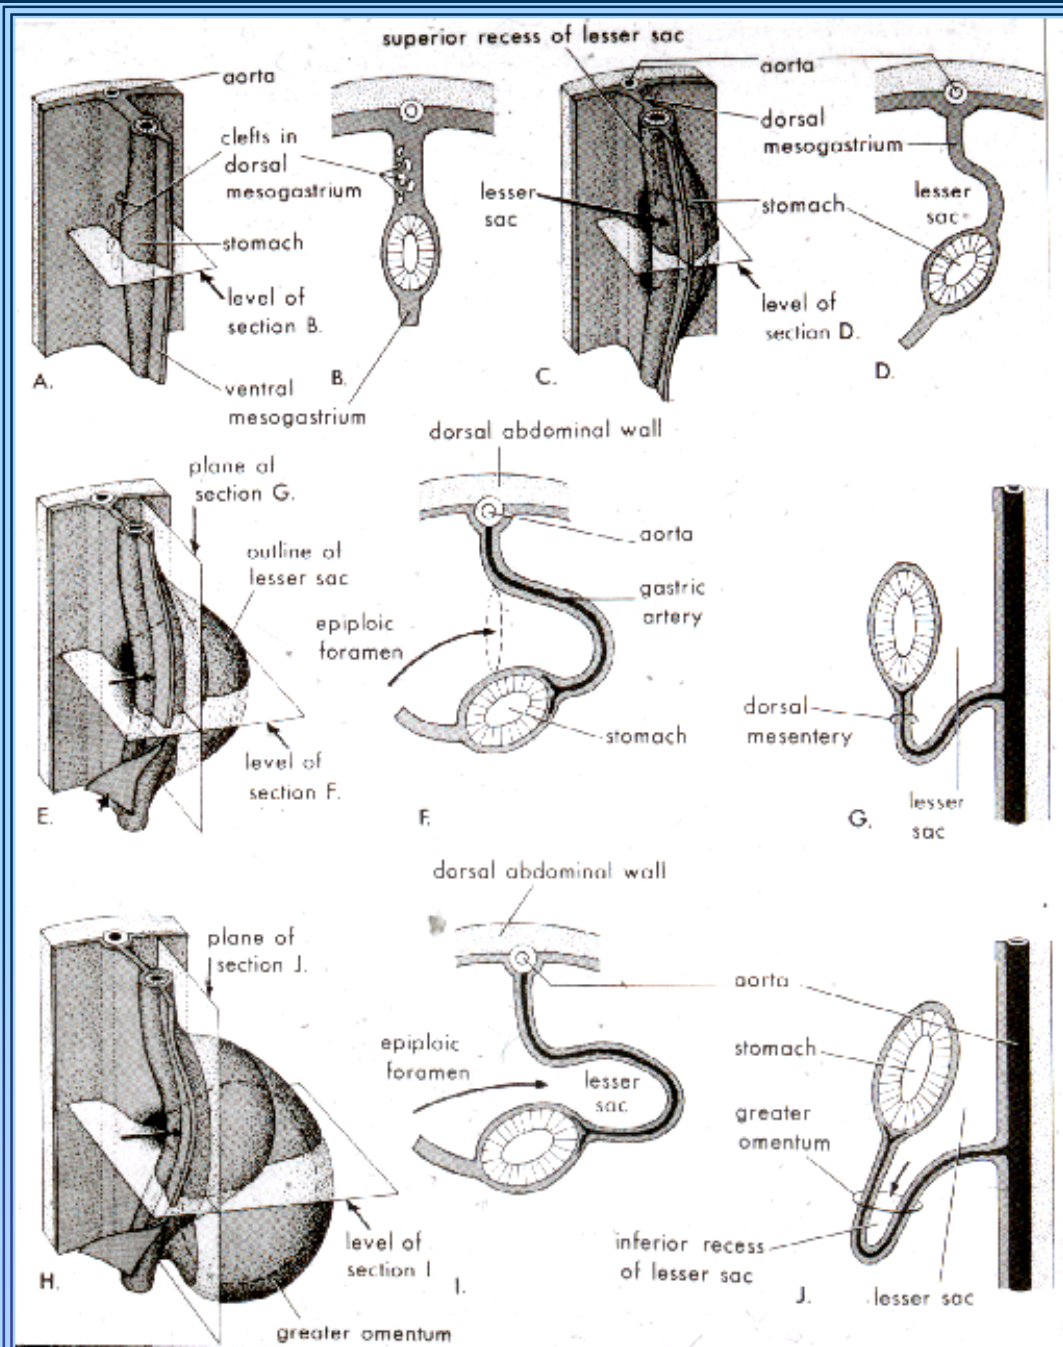 superior recess of lesser sac
aorta
clefts in
dorsal
mesogastrium
stomach
level of
section B.
ventral
mesogastrium
A.
B.
aorta
dorsal
mesogastrium
lesser
sac
stomach
lesser
sac
level of
section D.
C.
D.
dorsal abdominal wall
plane of
section G.
outline of
lesser sac
level of
section F.
E.
aorta
gastric
artery
epiploic
foramen
stomach
F.
dorsal
mesentery
lesser
sac
G.
dorsal abdominal wall
plane of
section J.
level of
section I
greater omentum
H.
epiploic
foramen
lesser
sac
I.
aorta
stomach
greater
omentum
inferior recess
of lesser sac
lesser sac
J.